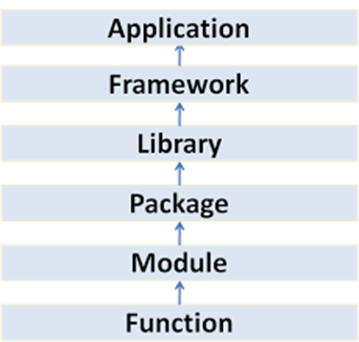 Application
Framework
Library
Package
Module
Function